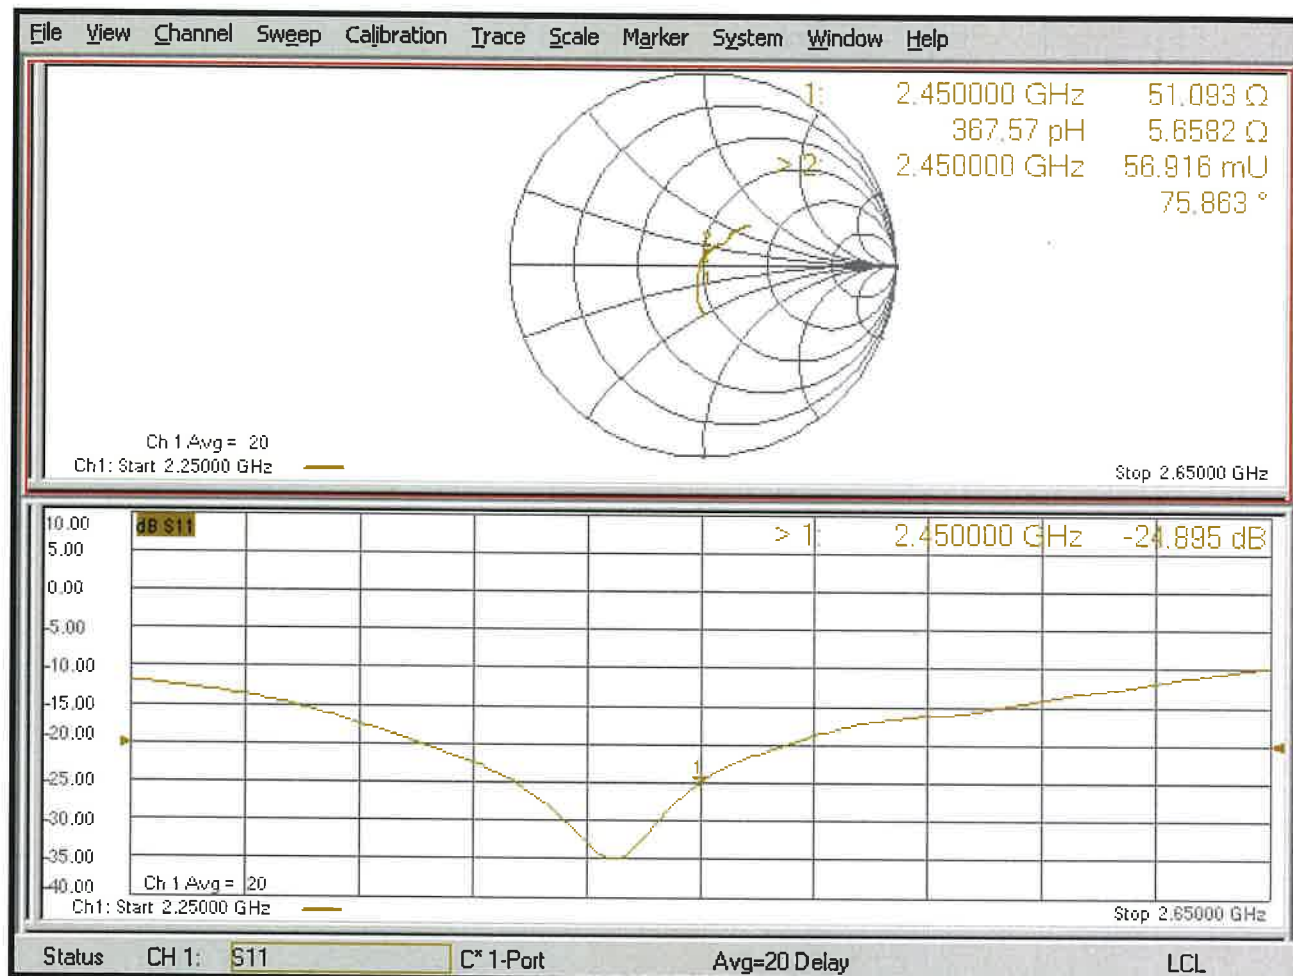 File View Channel Sweep Calibration Trace Scale Marker System Window Help
1: 2.450000 GHz 51.093 Ω
367.57 pH 5.6582 Ω
> 2: 2.450000 GHz 56.916 mU
75.863 °
2
1
Ch 1 Avg = 20
Ch1: Start 2.25000 GHz
Stop 2.65000 GHz
10.00
dB S11
> 1: 2.450000 GHz -24.895 dB
5.00
0.00
-5.00
-10.00
-15.00
-20.00
1
-25.00
-30.00
-35.00
-40.00
Ch 1 Avg = 20
Ch1: Start 2.25000 GHz
Stop 2.65000 GHz
Status CH 1: S11 C* 1-Port Avg=20 Delay LCL